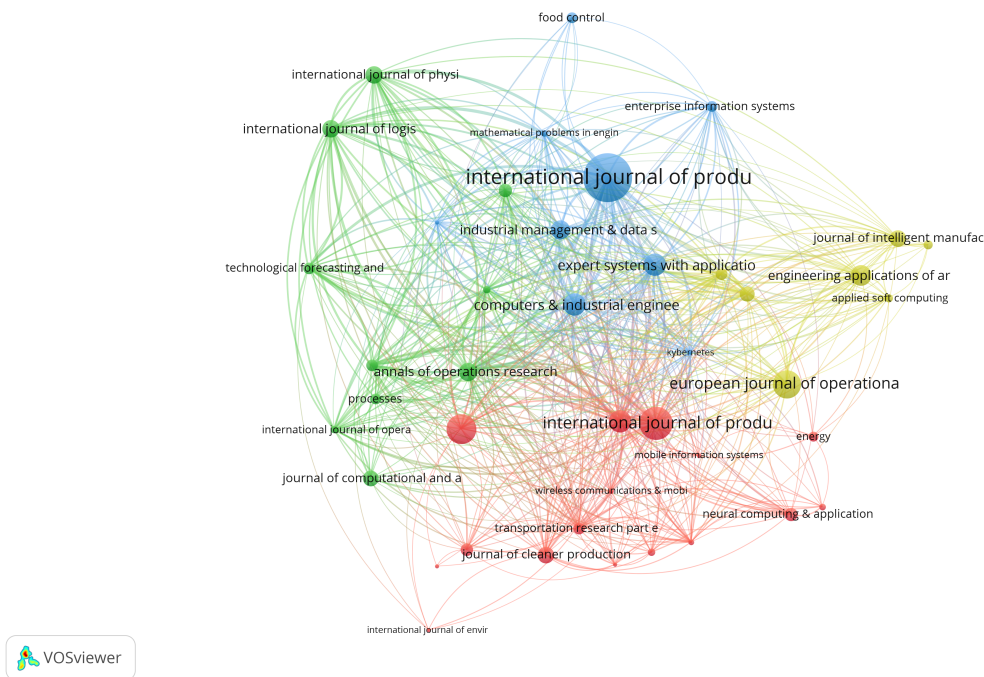 food control
international journal of physi
enterprise information systems
international journal of logis
mathematical problems in engin
international journal of produ
industrial management & data s
journal of intelligent manufac
technological forecasting and
expert systems with applicatio
engineering applications of ar
applied soft computing
computers & industrial enginee
kybernetes
annals of operations research
european journal of operationa
processes
international journal of produ
international journal of opera
energy
mobile information systems
journal of computational and a
wireless communications & mobi
neural computing & application
transportation research part e
journal of cleaner production
international journal of envir
VOSviewer